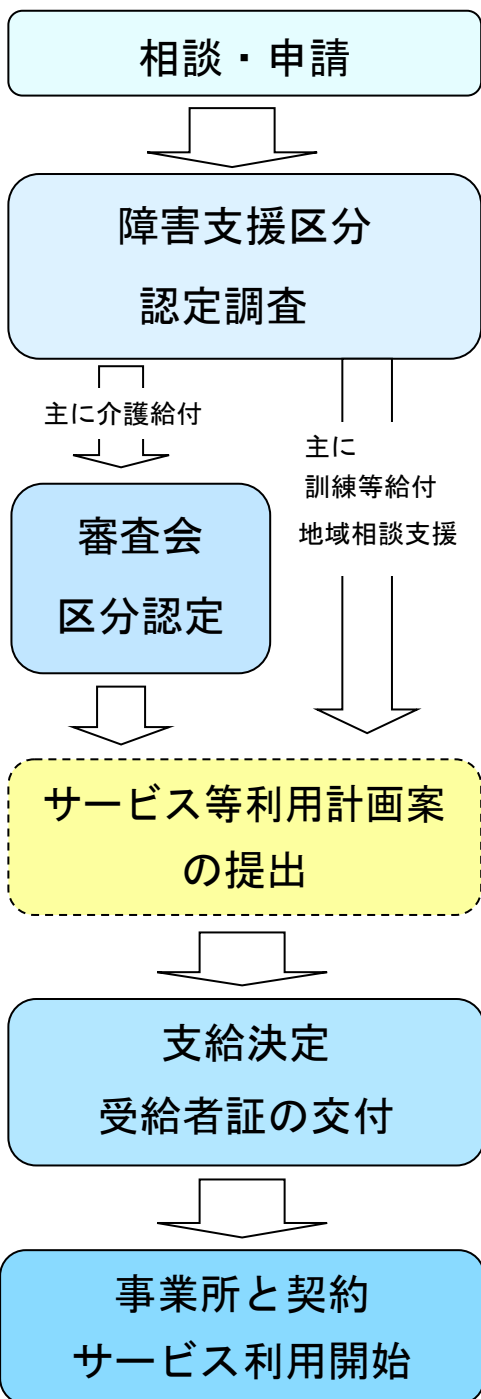 相談・申請
障害支援区分
認定調査
主に介護給付
主に
訓練等給付
地域相談支援
審査会
区分認定
サービス等利用計画案
の提出
支給決定
受給者証の交付
事業所と契約
サービス利用開始